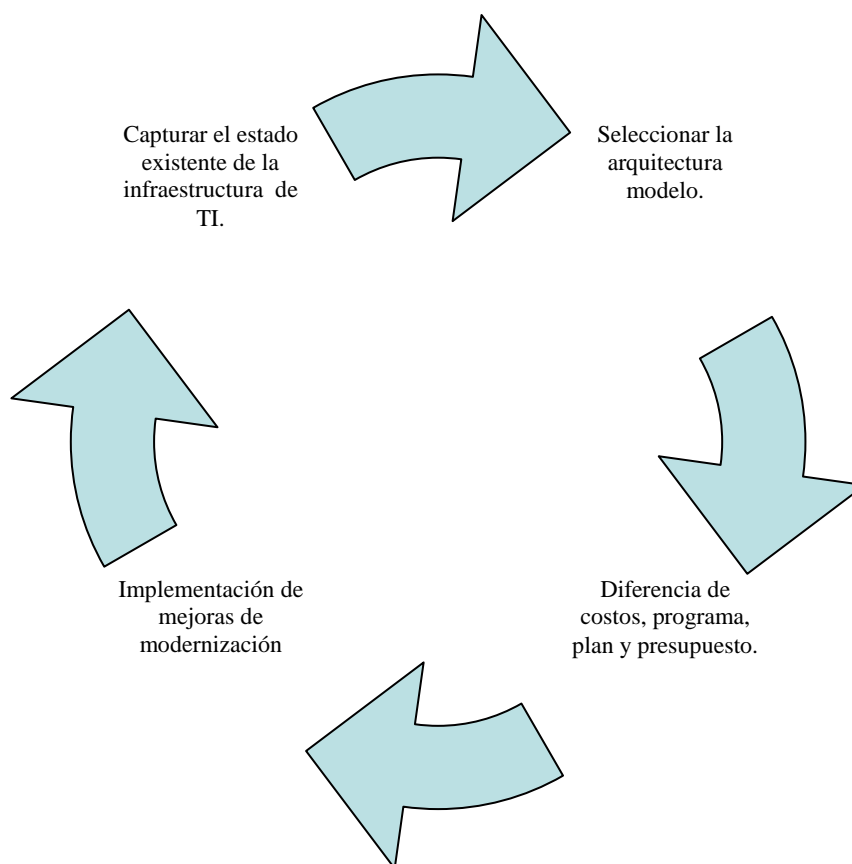 Capturar el estado
existente de la
infraestructura de
TI.
Seleccionar la
arquitectura
modelo.
Diferencia de
costos, programa,
plan y presupuesto.
Implementación de
mejoras de
modernización